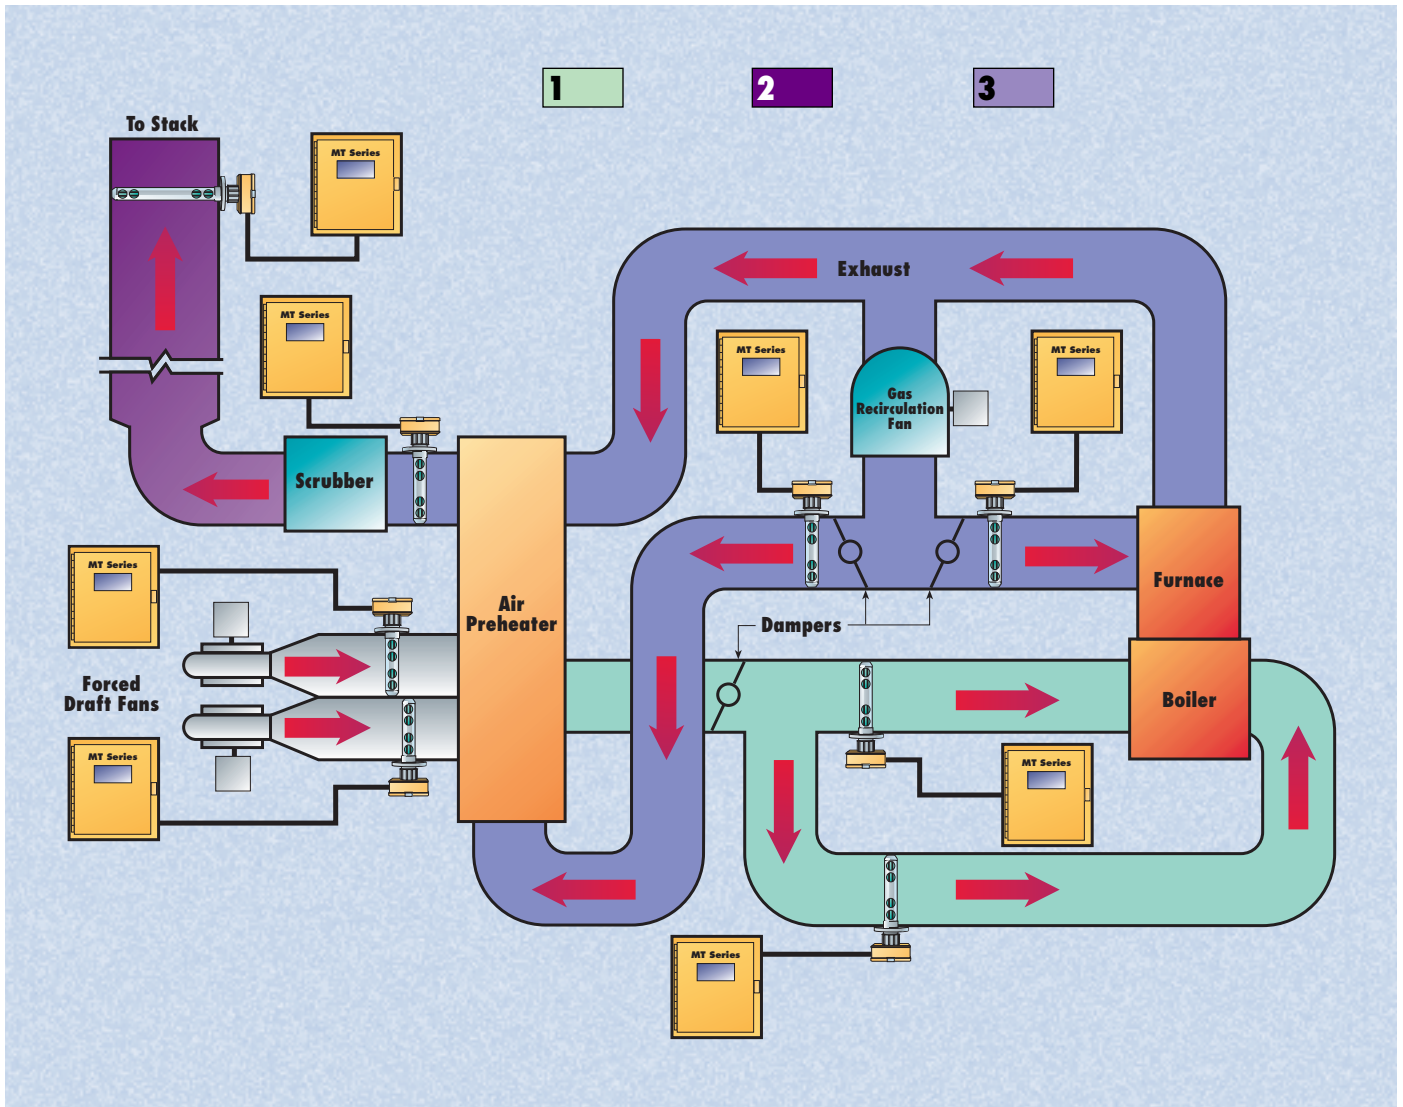 1
2
3
To Stack
MT Series
MT Series
Exhaust
MT Series
MT Series
Gas
Recirculation
Fan
Scrubber
MT Series
Air
Preheater
Furnace
Dampers
Forced
Draft Fans
Boiler
MT Series
MT Series
MT Series